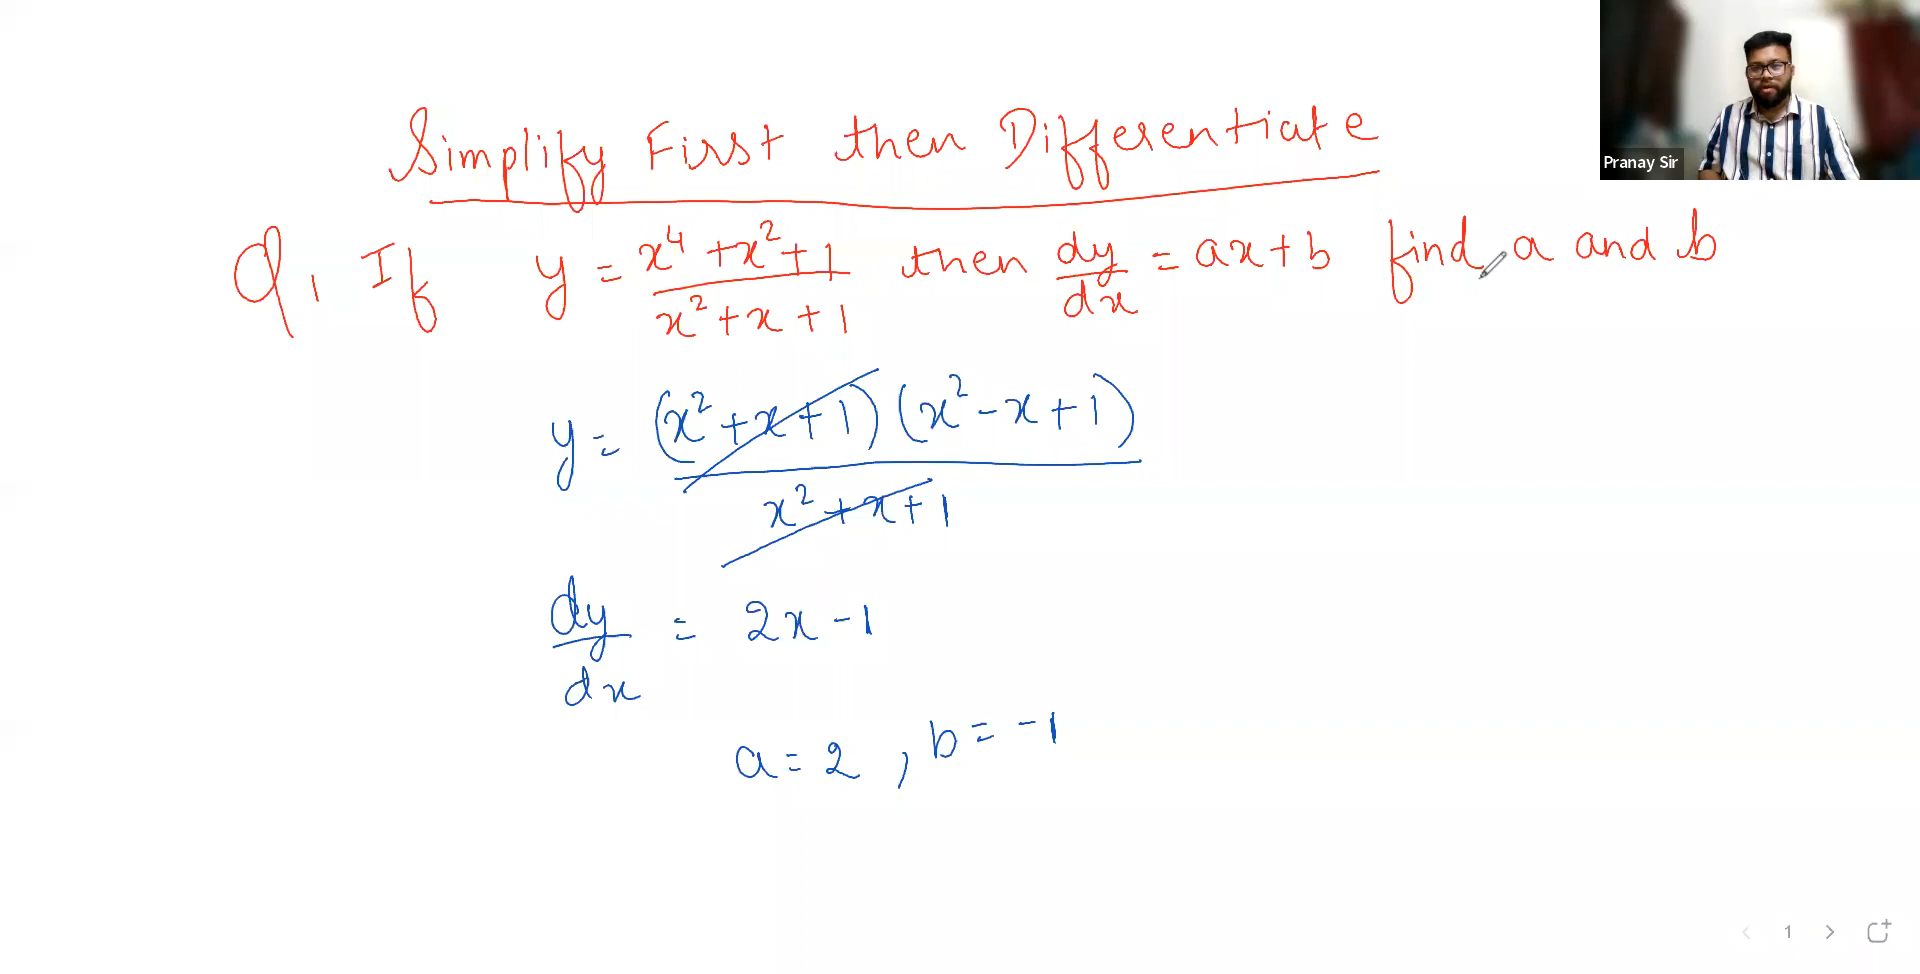 Simplify First then Differentiate
Pranay Sir
Q1 If y = x⁴ + x² + 1 / x² + x + 1 then dy/dx = ax + b find a and b
y = (x² + x + 1)(x² - x + 1) / x² + x + 1
dy/dx = 2x - 1
a = 2 , b = -1
1